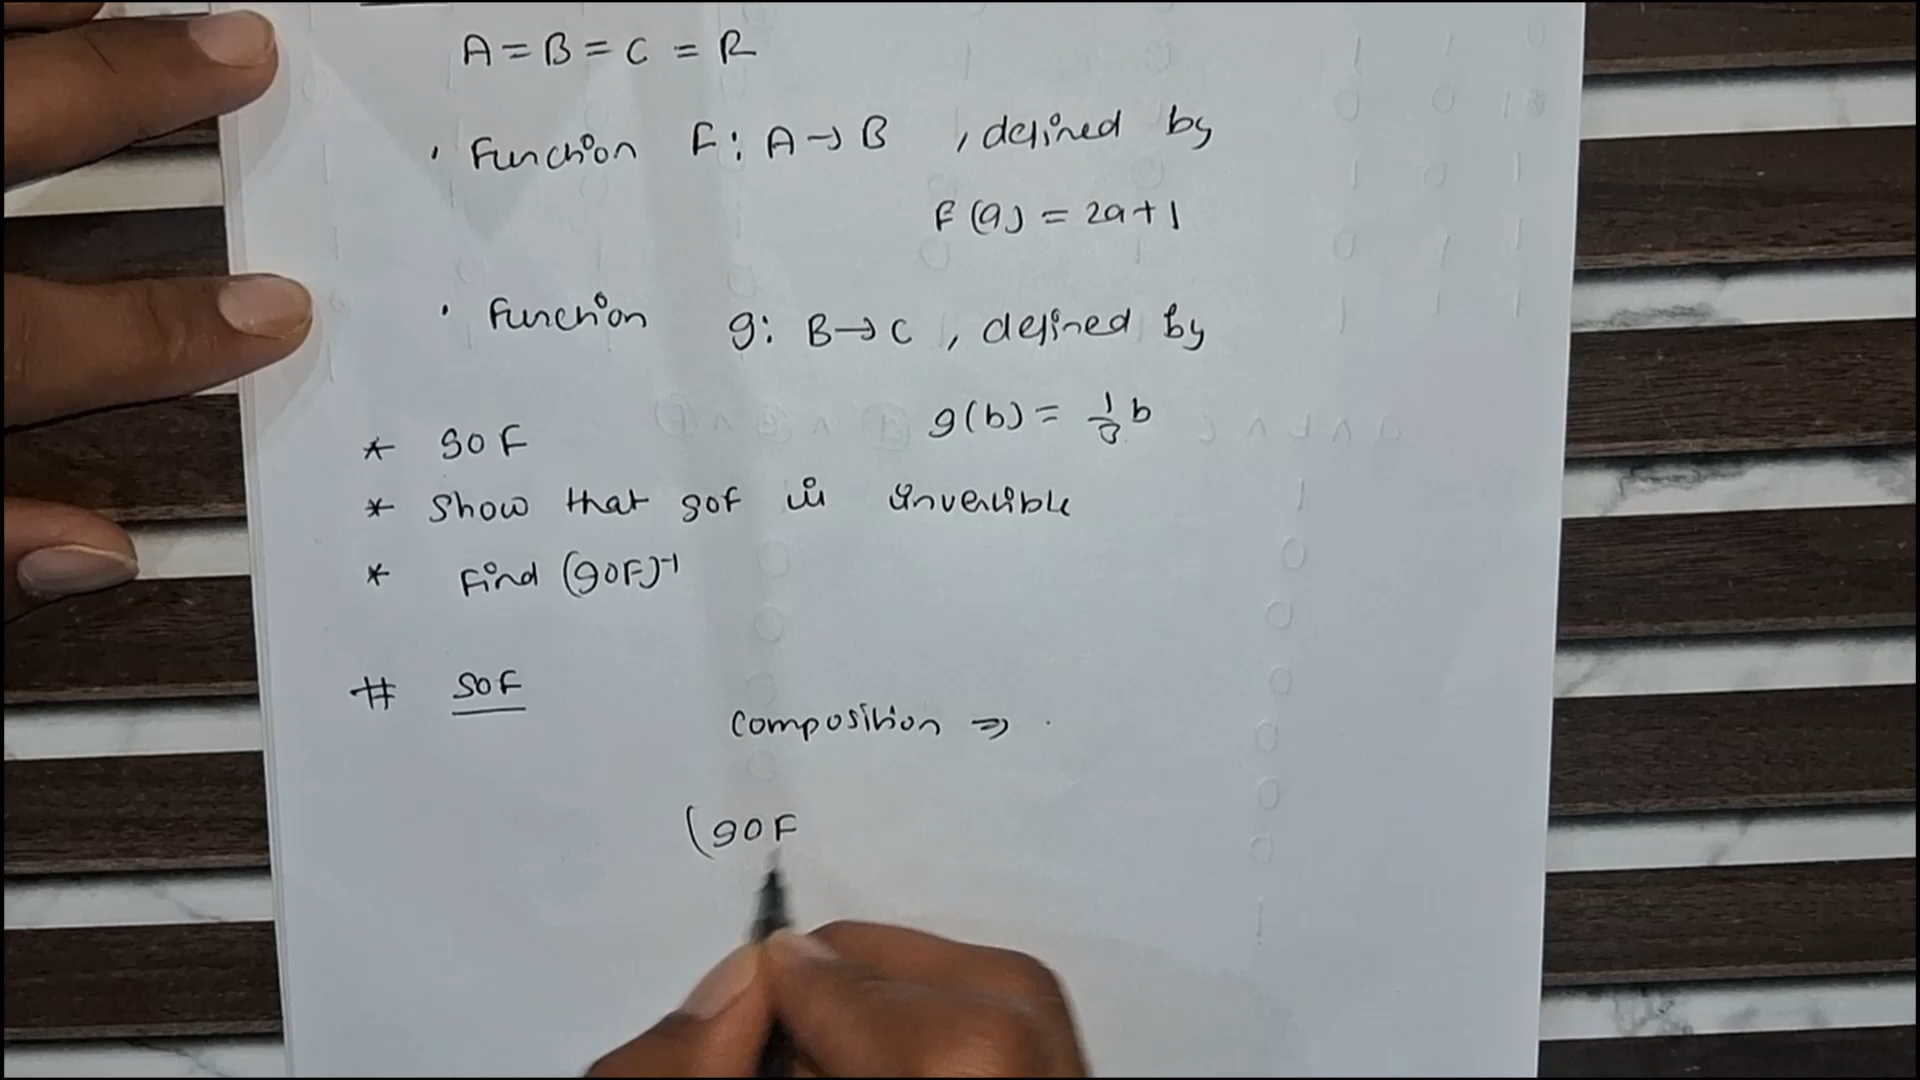 A = B = C = R
• Function F: A → B , defined by
F(a) = 2a+1
• Function g: B → C , defined by
g(b) = 1/3 b
* gof
* Show that gof is invertible
* Find (gof)⁻¹
# gof
Composition ⇒
(gof